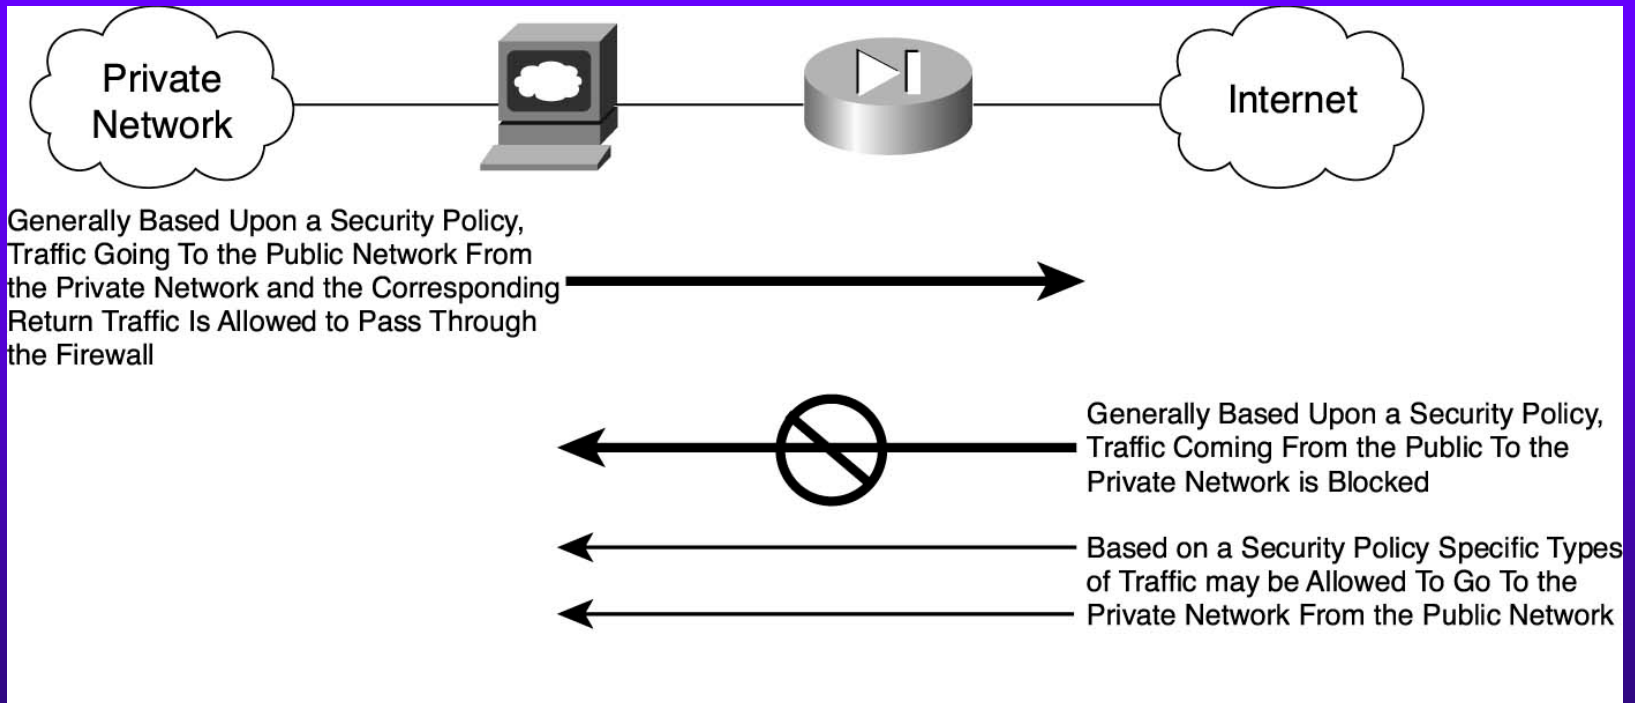 Private
Network
Internet
Generally Based Upon a Security Policy,
Traffic Going To the Public Network From
the Private Network and the Corresponding
Return Traffic Is Allowed to Pass Through
the Firewall
Generally Based Upon a Security Policy,
Traffic Coming From the Public To the
Private Network is Blocked
Based on a Security Policy Specific Types
of Traffic may be Allowed To Go To the
Private Network From the Public Network